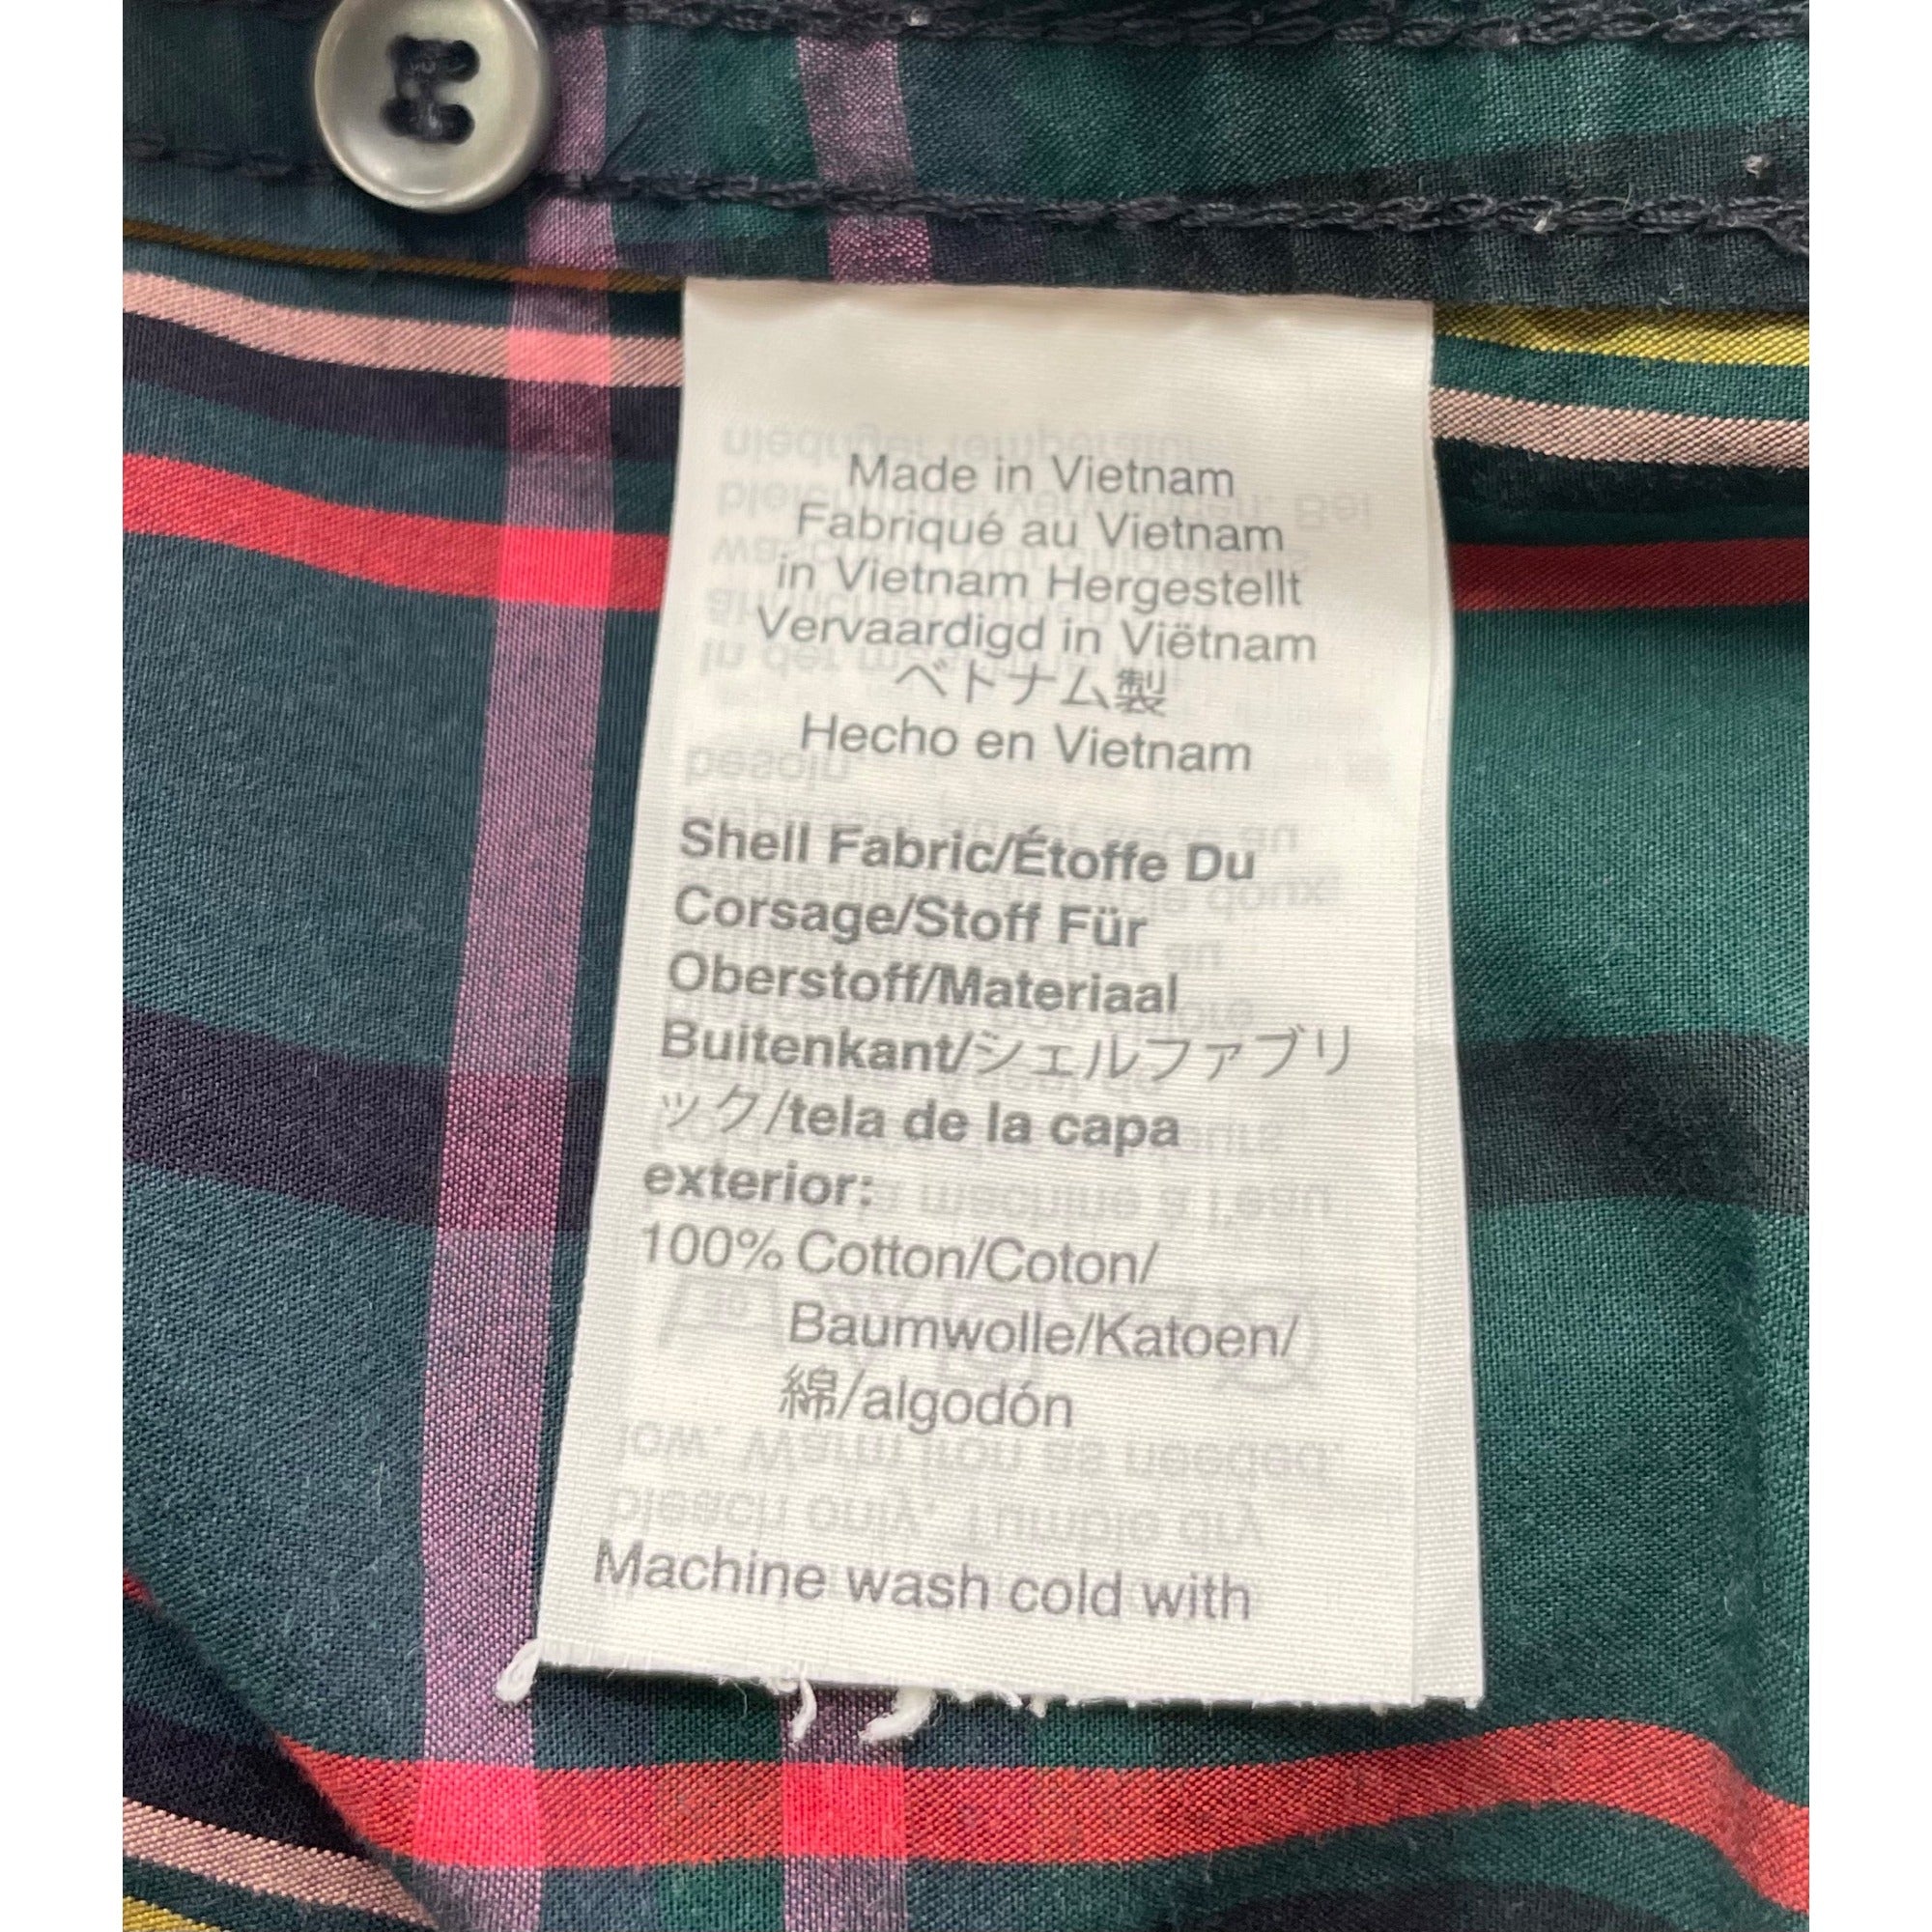 Made in Vietnam
Fabriqué au Vietnam
in Vietnam Hergestellt
Vervaardigd in Viëtnam
ベトナム製
Hecho en Vietnam
Shell Fabric/Étoffe Du
Corsage/Stoff Für
Oberstoff/Materiaal
Buitenkant/シェルファブリ
ック/tela de la capa
exterior:
100% Cotton/Coton/
Baumwolle/Katoen/
綿/algodón
Machine wash cold with